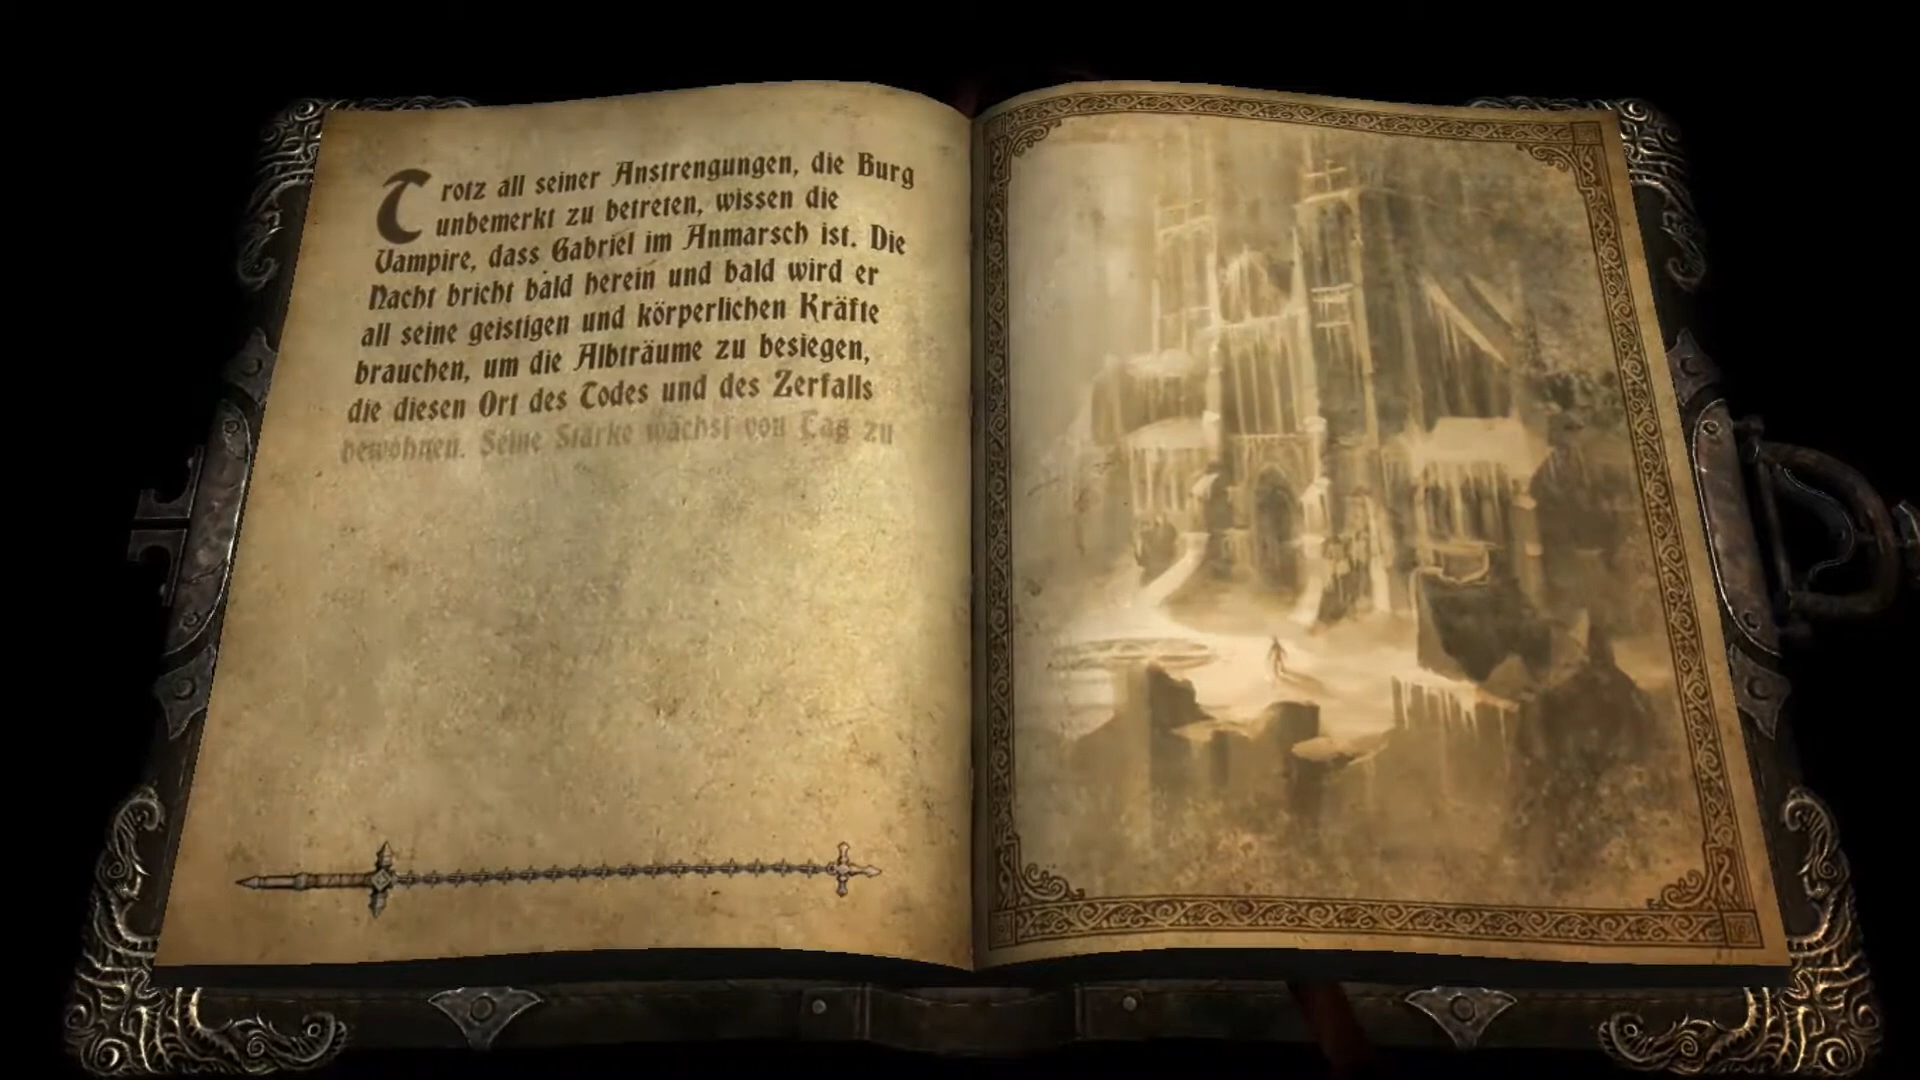 Trotz all seiner Anstrengungen, die Burg
unbemerkt zu betreten, wissen die
Vampire, dass Gabriel im Anmarsch ist. Die
Nacht bricht bald herein und bald wird er
all seine geistigen und körperlichen Kräfte
brauchen, um die Albträume zu besiegen,
die diesen Ort des Todes und des Zerfalls
bewohnen. Seine Stärke wächst von Tag zu